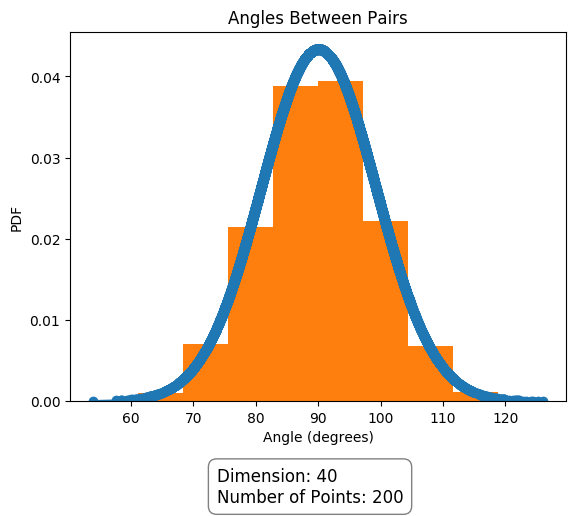 Angles Between Pairs
PDF
0.04
0.03
0.02
0.01
0.00
60 70 80 90 100 110 120
Angle (degrees)
Dimension: 40
Number of Points: 200